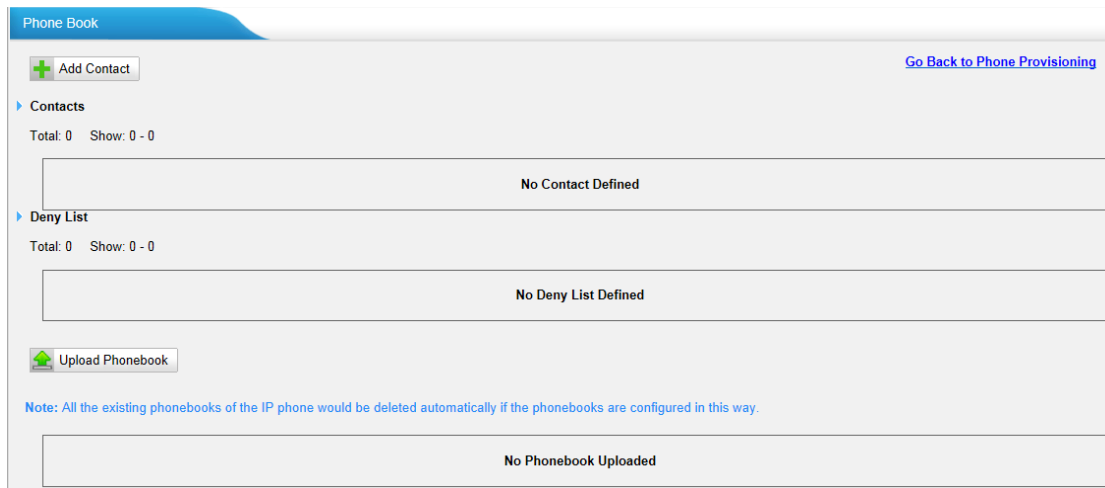 Phone Book
Add Contact
Go Back to Phone Provisioning
Contacts
Total: 0 Show: 0 - 0
No Contact Defined
Deny List
Total: 0 Show: 0 - 0
No Deny List Defined
Upload Phonebook
Note: All the existing phonebooks of the IP phone would be deleted automatically if the phonebooks are configured in this way.
No Phonebook Uploaded